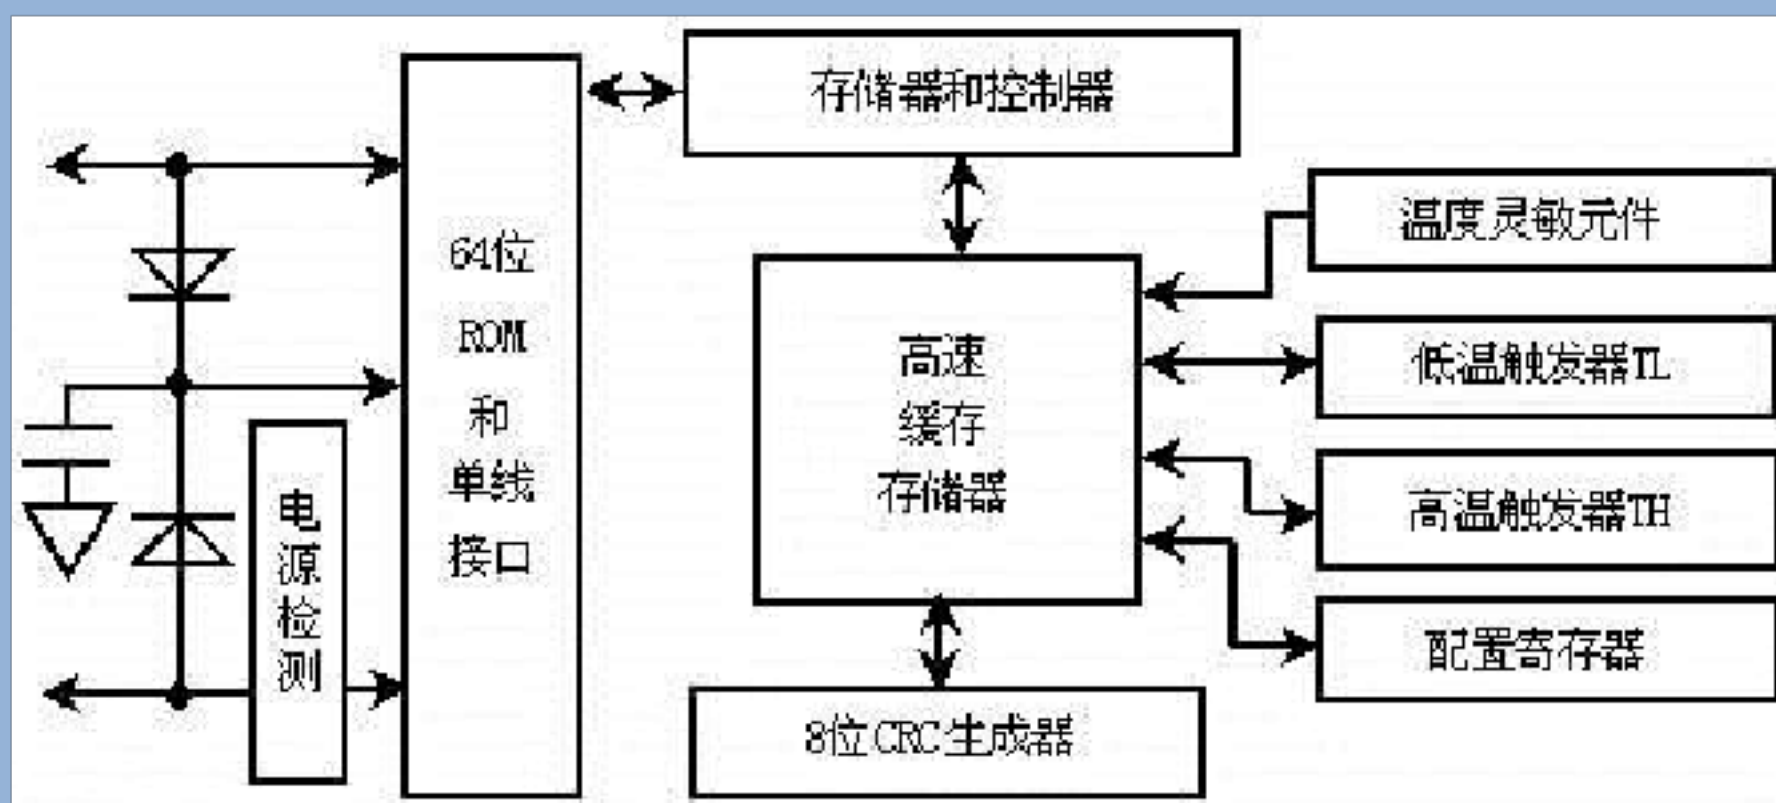 存储器和控制器
64位
ROM
和
单线
接口
电
源
检
测
高速
缓存
存储器
温度灵敏元件
低温触发器TL
高温触发器TH
配置寄存器
8位CRC生成器